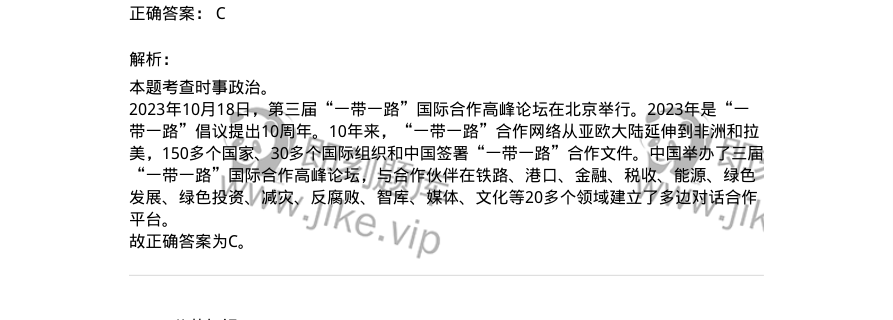 正确答案： C
解析：
本题考查时事政治。
2023年10月18日，第三届“一带一路”国际合作高峰论坛在北京举行。2023年是“一
带一路”倡议提出10周年。10年来，“一带一路”合作网络从亚欧大陆延伸到非洲和拉
美，150多个国家、30多个国际组织和中国签署“一带一路”合作文件。中国举办了三届
“一带一路”国际合作高峰论坛，与合作伙伴在铁路、港口、金融、税收、能源、绿色
发展、绿色投资、减灾、反腐败、智库、媒体、文化等20多个领域建立了多边对话合作
平台。
故正确答案为C。
即刻题库
www.jike.vip